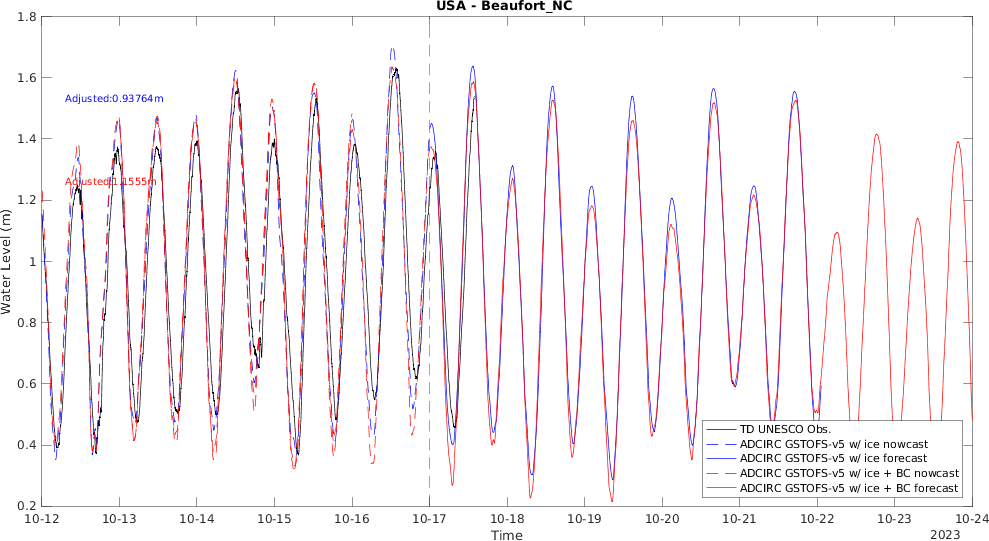 USA - Beaufort_NC
1.8
1.6
1.4
1.2
1
0.8
0.6
0.4
0.2
Water Level (m)
Adjusted:0.93764m
Adjusted:1.1555m
TD UNESCO Obs.
ADCIRC GSTOFS-v5 w/ ice nowcast
ADCIRC GSTOFS-v5 w/ ice forecast
ADCIRC GSTOFS-v5 w/ ice + BC nowcast
ADCIRC GSTOFS-v5 w/ ice + BC forecast
10-12 10-13 10-14 10-15 10-16 10-17 10-18 10-19 10-20 10-21 10-22 10-23 10-24
Time
2023